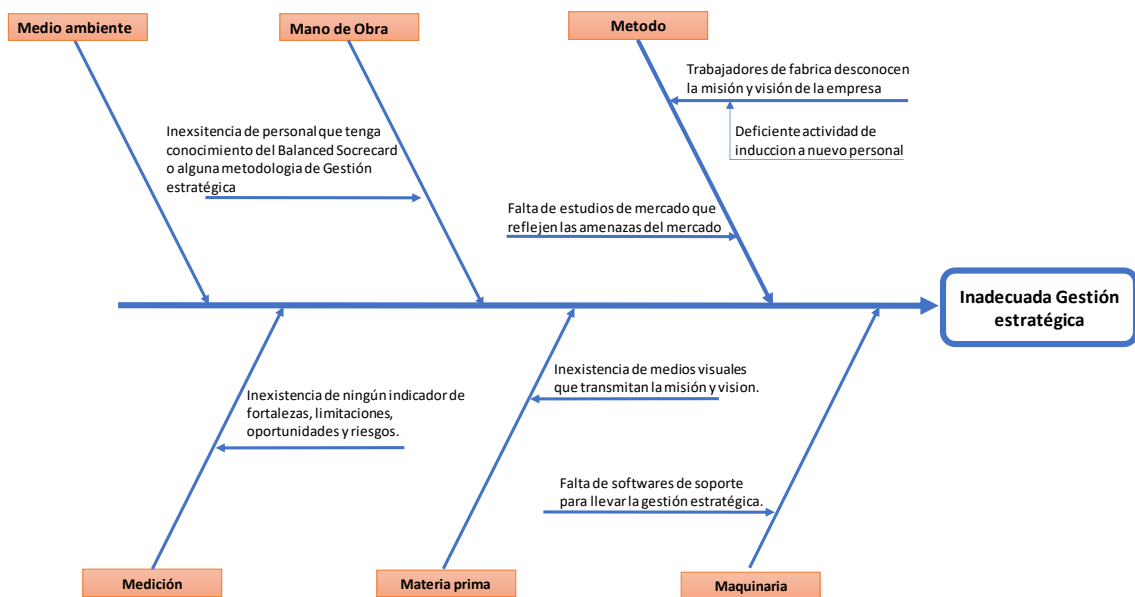 Medio ambiente
Mano de Obra
Metodo
Trabajadores de fabrica desconocen
la misión y visión de la empresa
Deficiente actividad de
induccion a nuevo personal
Inexsitencia de personal que tenga
conocimiento del Balanced Socrecard
o alguna metodologia de Gestión
estratégica
Falta de estudios de mercado que
reflejen las amenazas del mercado
Inadecuada Gestión
estratégica
Inexistencia de ningún indicador de
fortalezas, limitaciones,
oportunidades y riesgos.
Inexistencia de medios visuales
que transmitan la misión y vision.
Falta de softwares de soporte
para llevar la gestión estratégica.
Medición
Materia prima
Maquinaria